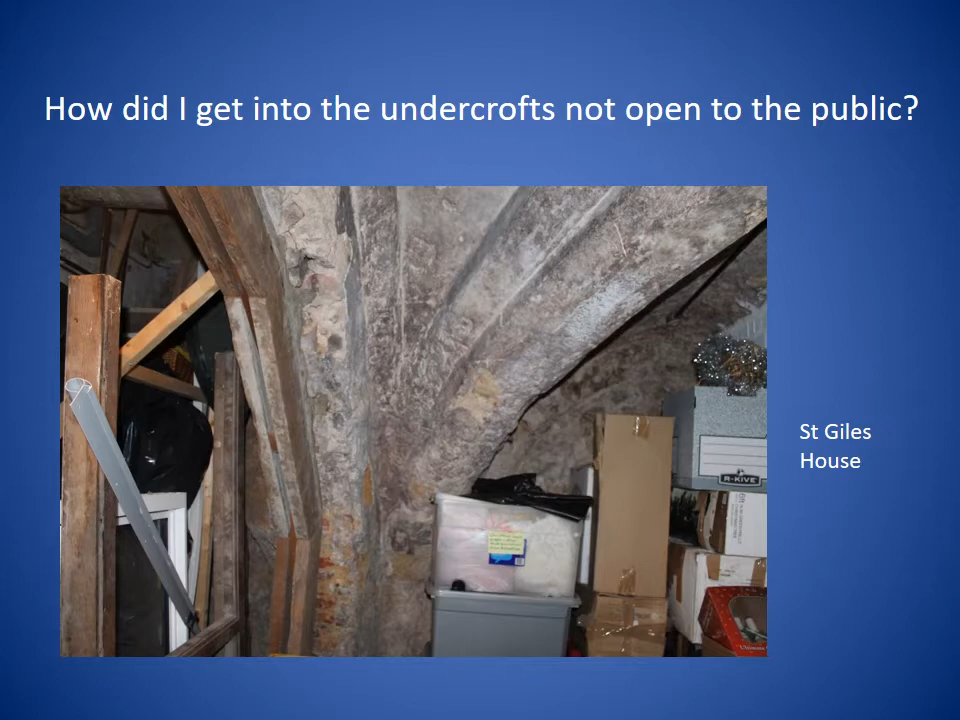 How did I get into the undercrofts not open to the public?
St Giles
House
R-KIVE